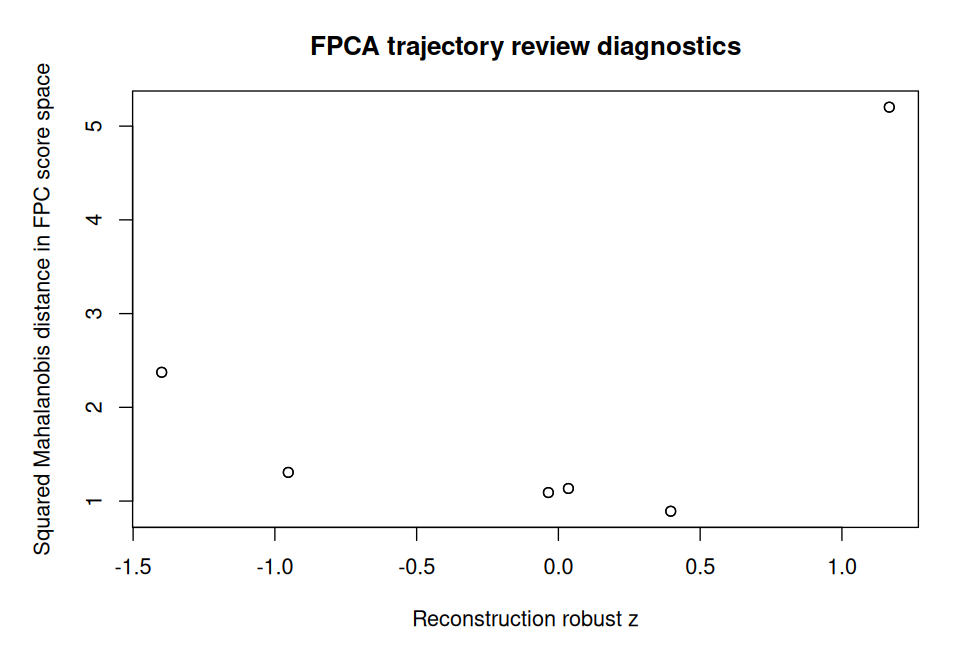 FPCA trajectory review diagnostics
Squared Mahalanobis distance in FPC score space
5
4
3
2
1
-1.5 -1.0 -0.5 0.0 0.5 1.0
Reconstruction robust z